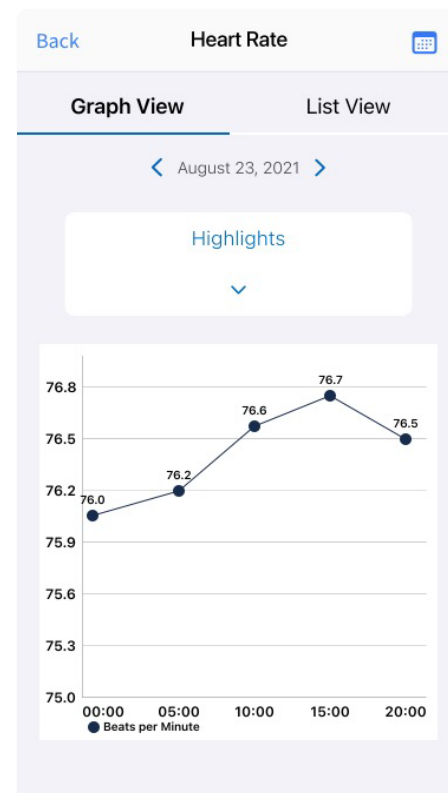 Back Heart Rate
Graph View List View
August 23, 2021
Highlights
76.8
76.5
76.2
75.9
75.6
75.3
75.0
76.0
76.2
76.6
76.7
76.5
00:00 05:00 10:00 15:00 20:00
Beats per Minute